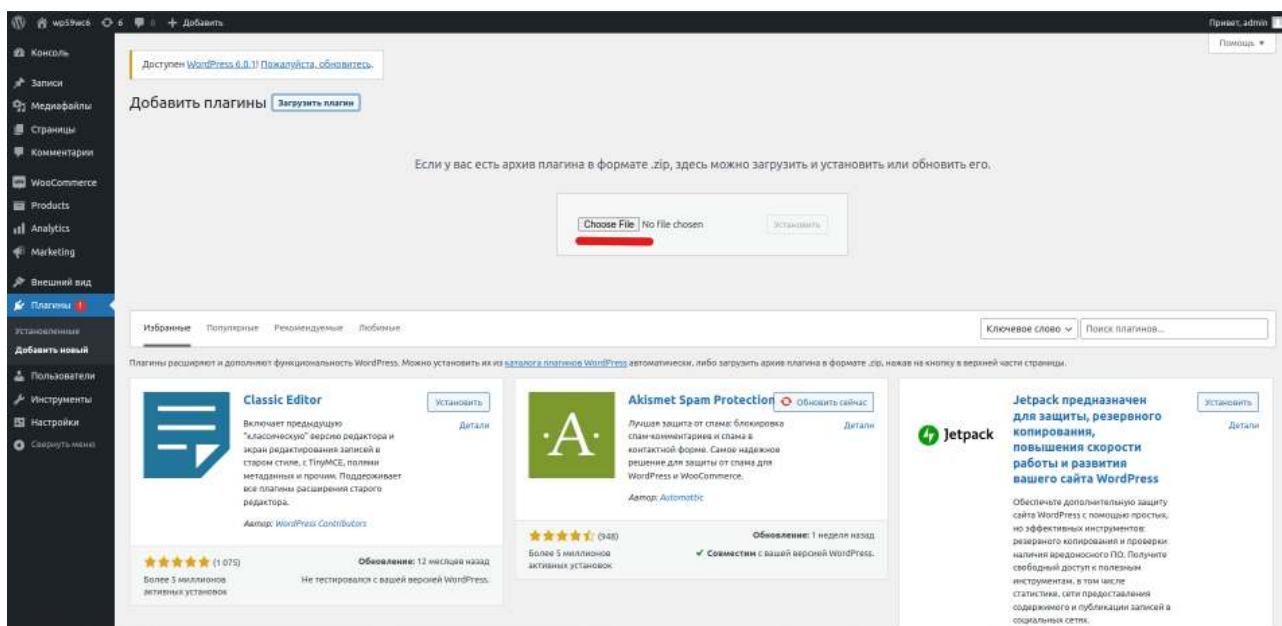 wp59wc6 6 0 + Добавить Привет, admin
Помощь ▼
Консоль
Записи
Медиафайлы
Страницы
Комментарии
WooCommerce
Products
Analytics
Marketing
Внешний вид
Плагины 1
Установленные
Добавить новый
Пользователи
Инструменты
Настройки
Свернуть меню
Доступен WordPress 6.8.1! Пожалуйста, обновитесь.
Добавить плагины Загрузить плагин
Если у вас есть архив плагина в формате .zip, здесь можно загрузить и установить или обновить его.
Choose File No file chosen Установить
Избранные Популярные Рекомендуемые Любимые Ключевое слово Поиск плагинов...
Плагины расширяют и дополняют функциональность WordPress. Можно установить их из каталога плагинов WordPress автоматически, либо загрузить архив плагина в формате .zip, нажав на кнопку в верхней части страницы.
Classic Editor
Установить
Детали
Включает предыдущую
"классическую" версию редактора и
экран редактирования записей в
старом стиле, с TinyMCE, полями
метаданных и прочим. Поддерживает
все плагины расширения старого
редактора.
Автор: WordPress Contributors
(1 075)
Более 5 миллионов
активных установок
Обновление: 12 месяцев назад
Не тестировался с вашей версией WordPress.
·A·
Akismet Spam Protection
Обновить сейчас
Детали
Лучшая защита от спама: блокировка
спам-комментариев и спама в
контактной форме. Самое надежное
решение для защиты от спама для
WordPress и WooCommerce.
Автор: Automattic
(948)
Более 5 миллионов
активных установок
Обновление: 1 неделя назад
✓ Совместим с вашей версией WordPress.
Jetpack
Jetpack предназначен
для защиты, резервного
копирования,
повышения скорости
работы и развития
вашего сайта WordPress
Установить
Детали
Обеспечьте дополнительную защиту
сайта WordPress с помощью простых,
но эффективных инструментов:
резервного копирования и проверки
наличия вредоносного ПО. Получите
свободный доступ к полезным
инструментам, в том числе
статистике, сети предоставления
содержимого и публикации записей в
социальных сетях.